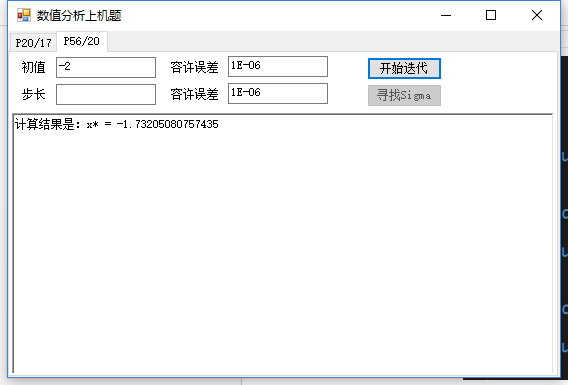 数值分析上机题
P20/17 P56/20
初值 -2 容许误差 1E-06 开始迭代
步长 容许误差 1E-06 寻找Sigma
计算结果是: x* = -1.73205080757435